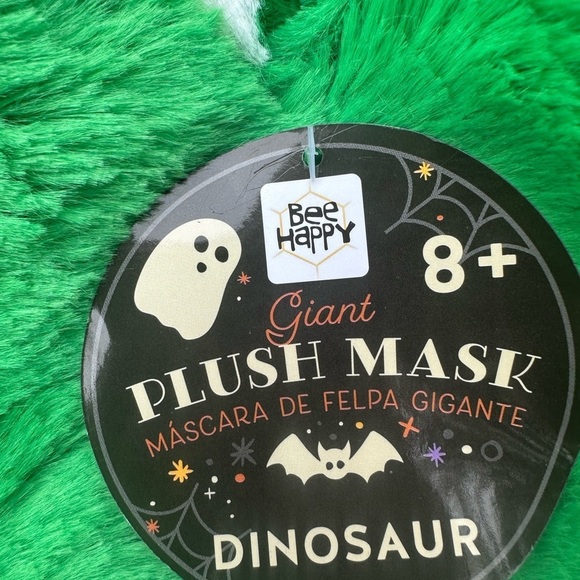 Bee
Happy
8+
Giant
PLUSH MASK
MÁSCARA DE FELPA GIGANTE
DINOSAUR